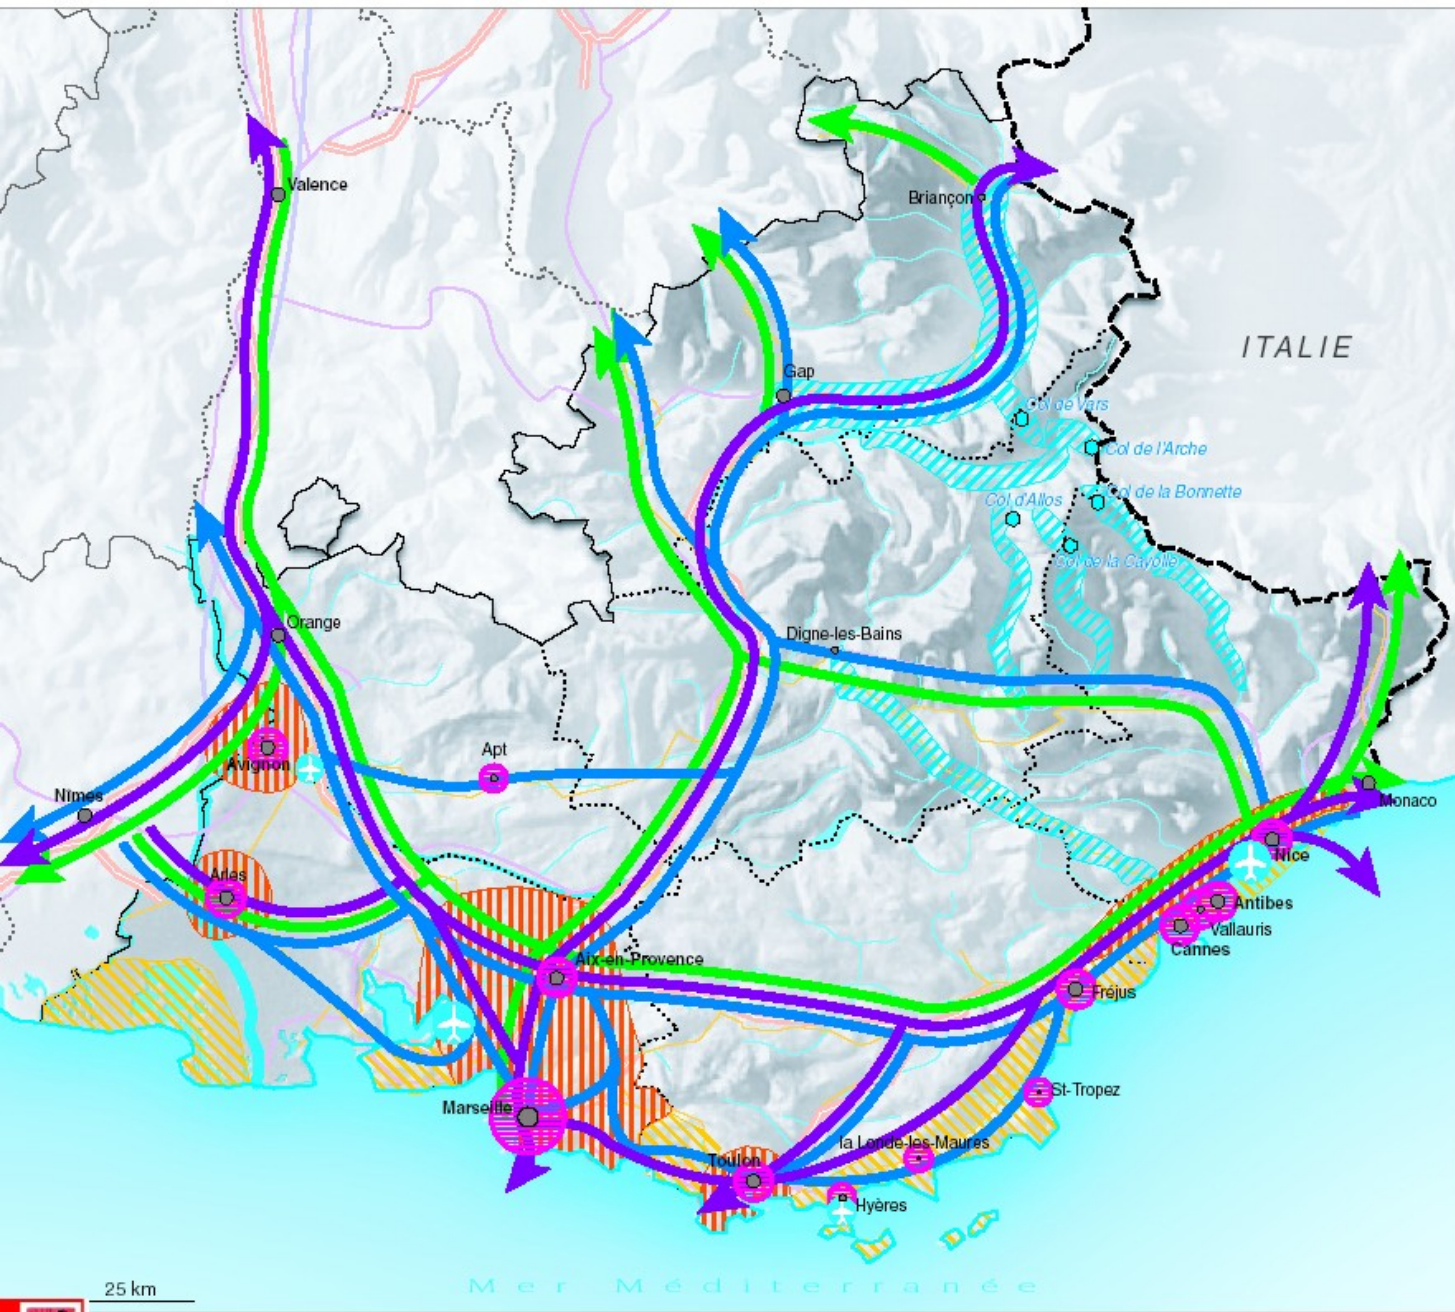 Valence
Briançon
ITALIE
Gap
Col de Vars
Col de l'Arche
Col de la Bonnette
Col d'Allos
Col de la Cayolle
Orange
Digne-les-Bains
Apt
Avignon
Nîmes
Monaco
Nice
Arles
Antibes
Vallauris
Cannes
Aix-en-Provence
Fréjus
Marseille
St-Tropez
la Londe-les-Maures
Toulon
Hyères
Mer Méditerranée
25 km